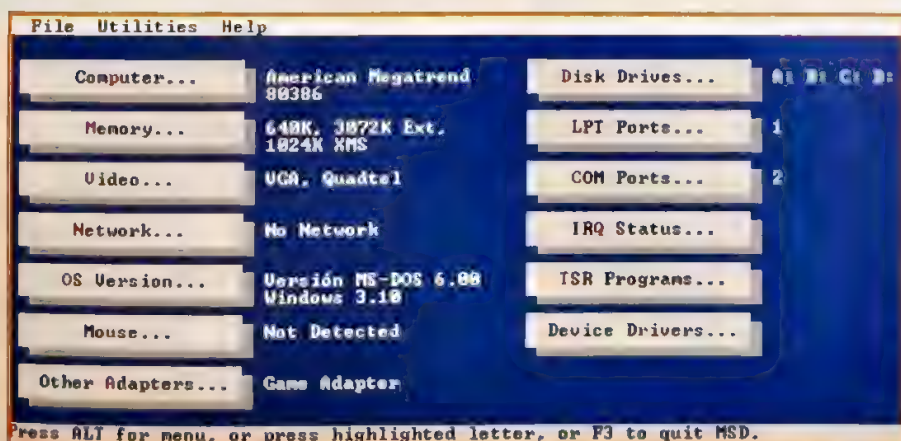 File Utilities Help
Computer...
American Megatrend
80386
Disk Drives...
A: B: C: D:
Memory...
640K, 3072K Ext,
1024K XMS
LPT Ports...
1
Video...
VGA, Quadtel
COM Ports...
2
Network...
No Network
IRQ Status...
OS Version...
Versión MS-DOS 6.00
Windows 3.10
TSR Programs...
Mouse...
Not Detected
Device Drivers...
Other Adapters...
Game Adapter
Press ALT for menu, or press highlighted letter, or F3 to quit MSD.